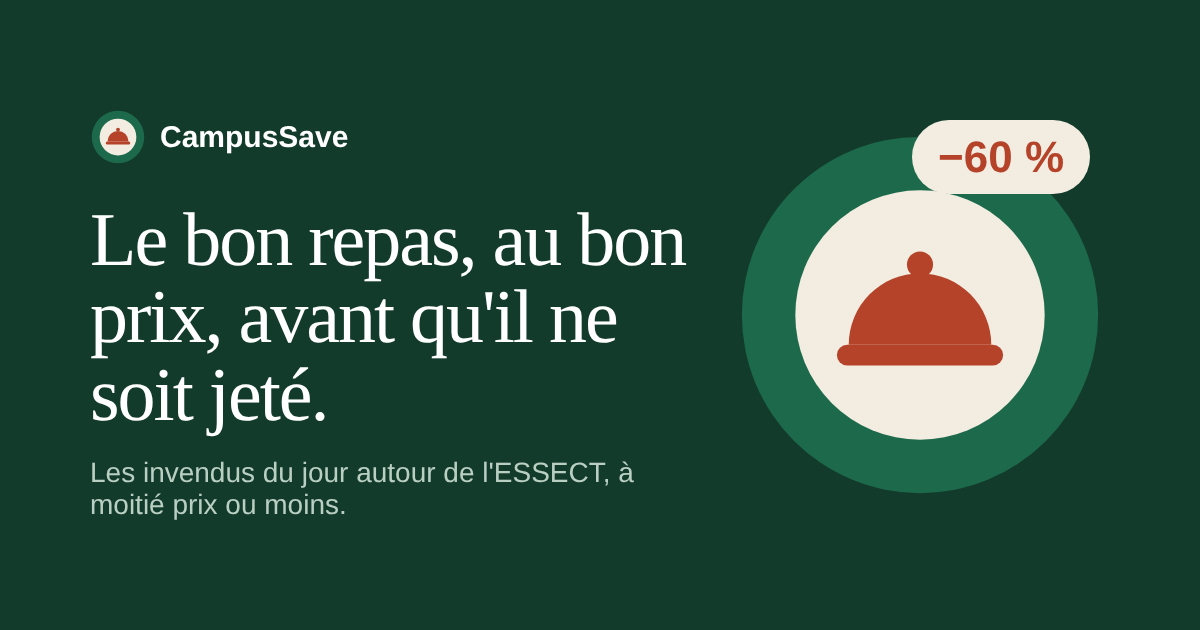 CampusSave
−60 %
Le bon repas, au bon
prix, avant qu'il ne
soit jeté.
Les invendus du jour autour de l'ESSECT, à
moitié prix ou moins.